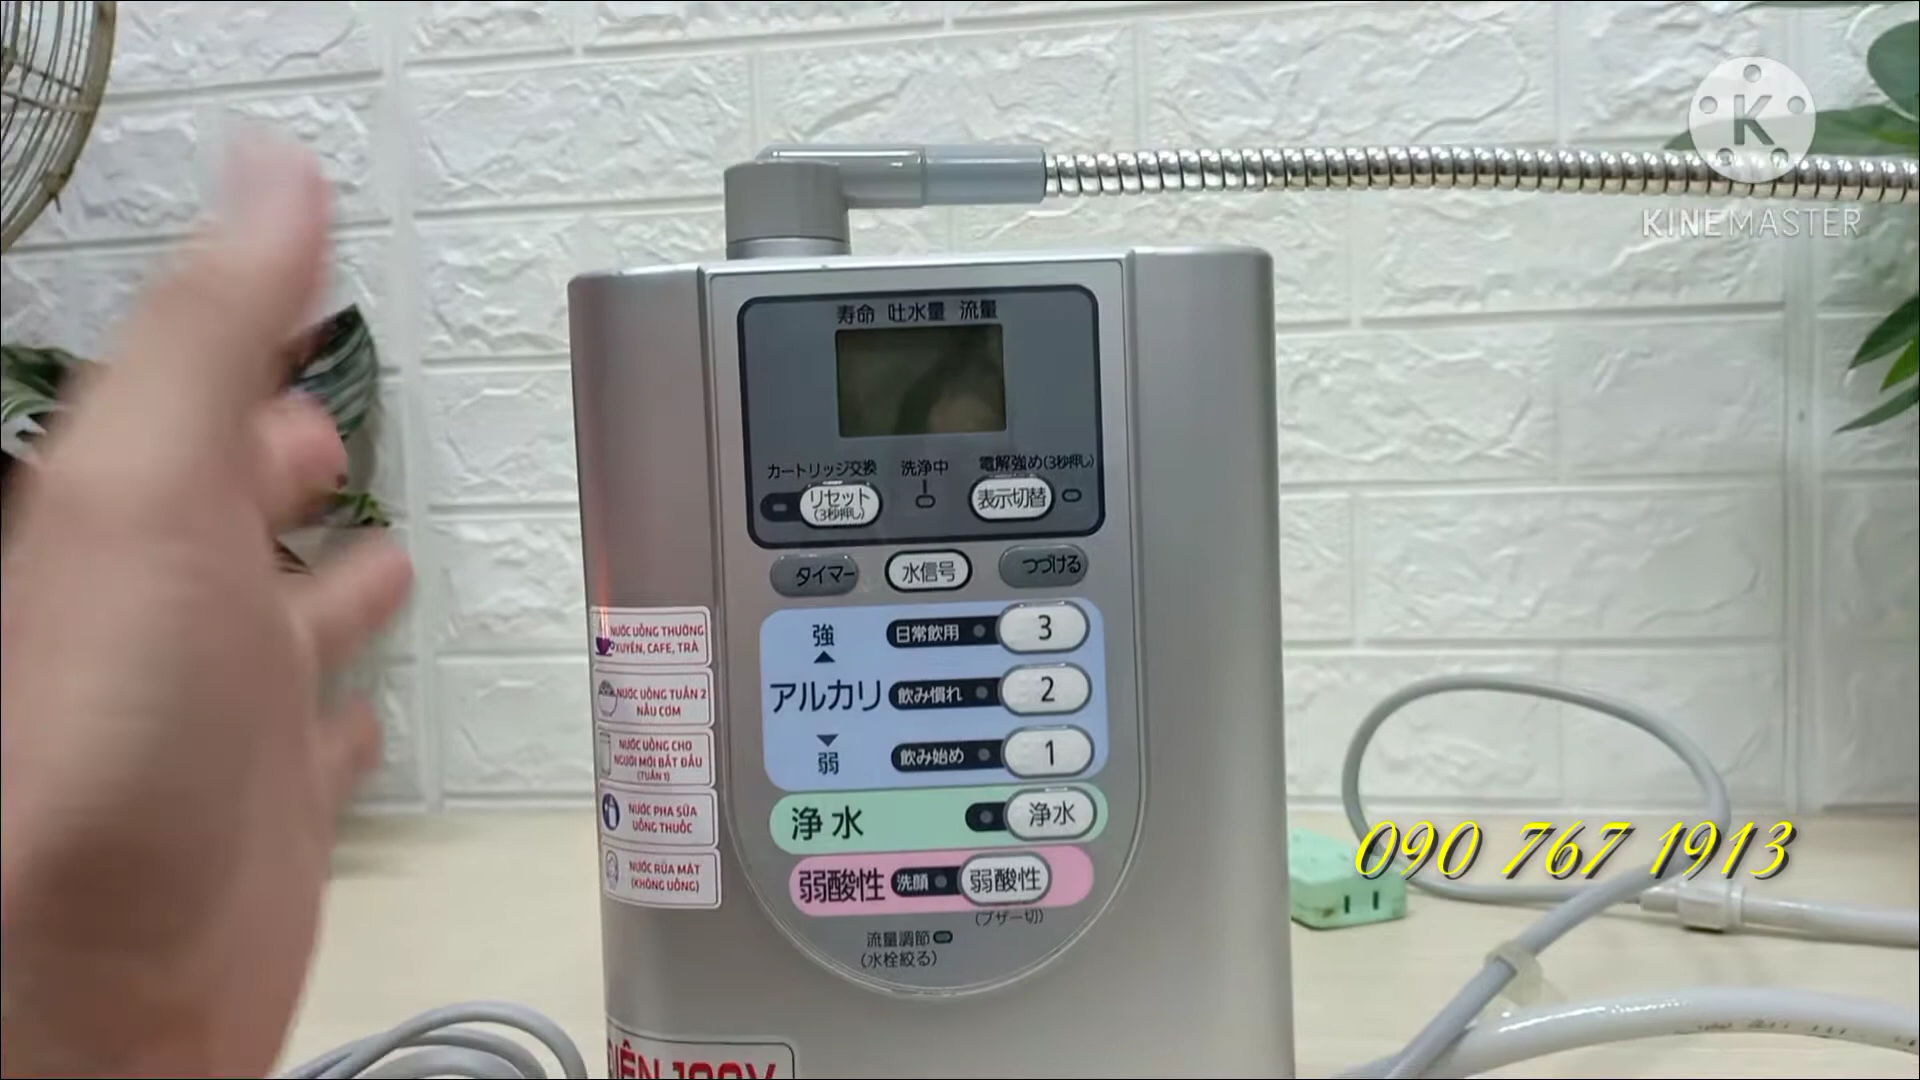 K
KINEMASTER
寿命 吐水量 流量
カートリッジ交換 洗浄中 電解強め(3秒押し)
リセット
(3秒押し)
表示切替
タイマー 水信号 つづける
強 日常飲用 3
アルカリ 飲み慣れ 2
弱 飲み始め 1
浄水 浄水
弱酸性 洗顔 弱酸性
(ブザー切)
流量調節
(水栓絞る)
NƯỚC UỐNG THƯỜNG
XUYÊN, CAFE, TRÀ
NƯỚC UỐNG TUẦN 2
NẤU CƠM
NƯỚC UỐNG CHO
NGƯỜI MỚI BẮT ĐẦU
(TUẦN 1)
NƯỚC PHA SỮA
UỐNG THUỐC
NƯỚC RỬA MẶT
(KHÔNG UỐNG)
ĐIỆN 100V
090 767 1913